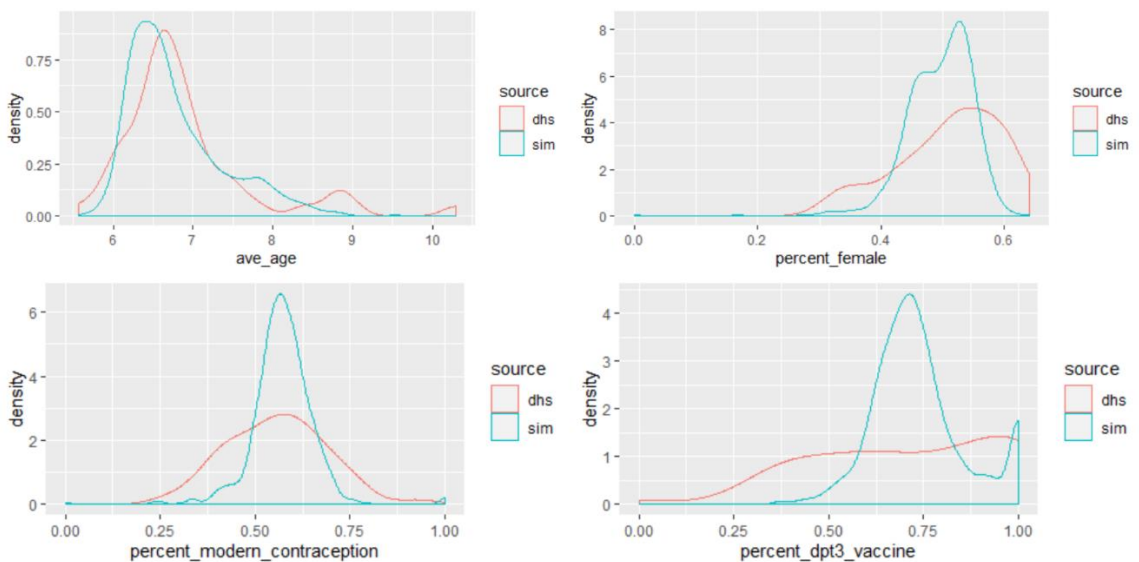 density
0.75
0.50
0.25
0.00
6
7
8
9
10
ave_age
source
dhs
sim
density
8
6
4
2
0
0.0
0.2
0.4
0.6
percent_female
source
dhs
sim
density
6
4
2
0
0.00
0.25
0.50
0.75
1.00
percent_modern_contraception
source
dhs
sim
density
4
3
2
1
0
0.00
0.25
0.50
0.75
1.00
percent_dpt3_vaccine
source
dhs
sim